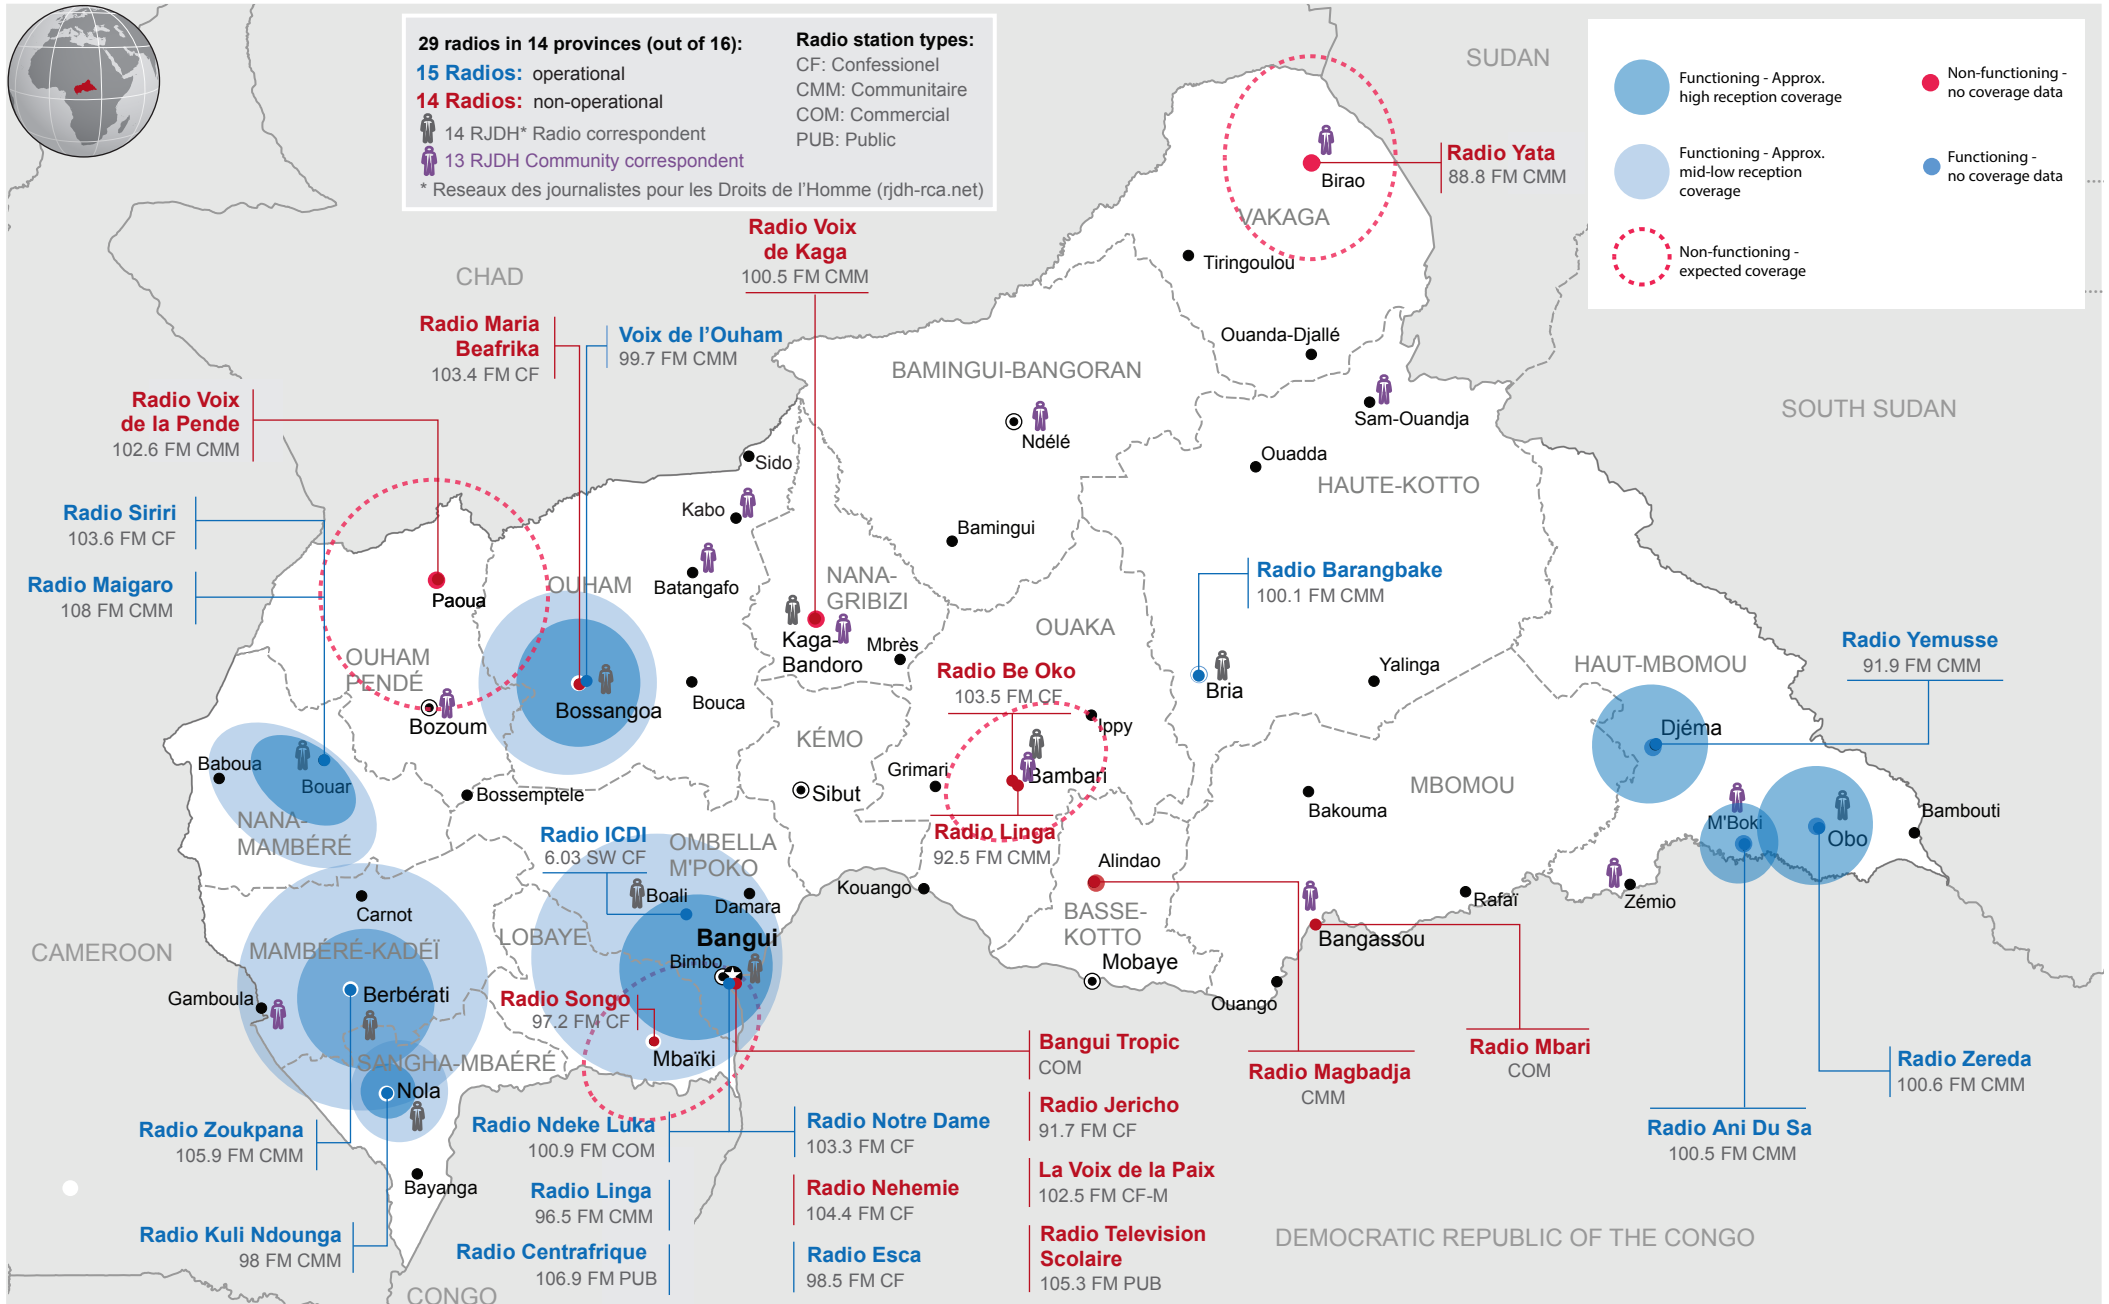 29 radios in 14 provinces (out of 16):
15 Radios: operational
14 Radios: non-operational
14 RJDH* Radio correspondent
13 RJDH Community correspondent
* Reseaux des journalistes pour les Droits de l'Homme (rjdh-rca.net)
Radio station types:
CF: Confessionel
CMM: Communitaire
COM: Commercial
PUB: Public
Functioning - Approx.
high reception coverage
Functioning - Approx.
mid-low reception
coverage
Non-functioning -
expected coverage
Non-functioning -
no coverage data
Functioning -
no coverage data
SUDAN
CHAD
SOUTH SUDAN
CAMEROON
CONGO
DEMOCRATIC REPUBLIC OF THE CONGO
Radio Yata
88.8 FM CMM
Birao
VAKAGA
Tiringoulou
Ouanda-Djallé
Radio Voix
de Kaga
100.5 FM CMM
Radio Maria
Beafrika
103.4 FM CF
Voix de l'Ouham
99.7 FM CMM
BAMINGUI-BANGORAN
Ndélé
Sam-Ouandja
Ouadda
HAUTE-KOTTO
Radio Voix
de la Pende
102.6 FM CMM
Sido
Kabo
Bamingui
Radio Siriri
103.6 FM CF
Radio Maigaro
108 FM CMM
Paoua
OUHAM
Batangafo
NANA-
GRIBIZI
Kaga-
Bandoro
Mbrès
OUAKA
Radio Barangbake
100.1 FM CMM
Bria
Yalinga
HAUT-MBOMOU
Radio Yemusse
91.9 FM CMM
OUHAM
PENDÉ
Bozoum
Bossangoa
Bouca
Radio Be Oko
103.5 FM CF
Ippy
Djéma
KÉMO
Sibut
Grimari
Bambari
Baboua
Bouar
Bossemptele
NANA-
MAMBÉRÉ
MBOMOU
Bakouma
M'Boki
Obo
Bambouti
Radio ICDI
6.03 SW CF
OMBELLA
M'POKO
Radio Linga
92.5 FM CMM
Alindao
Boali
Damara
Kouango
Rafaï
Zémio
Carnot
LOBAYE
Bangui
Bimbo
BASSE-
KOTTO
Mobaye
Bangassou
Ouango
MAMBÉRÉ-KADÉÏ
Berbérati
Gamboula
Radio Songo
97.2 FM CF
Mbaïki
SANGHA-MBAÉRÉ
Nola
Bayanga
Bangui Tropic
COM
Radio Magbadja
CMM
Radio Mbari
COM
Radio Zereda
100.6 FM CMM
Radio Ani Du Sa
100.5 FM CMM
Radio Zoukpana
105.9 FM CMM
Radio Kuli Ndounga
98 FM CMM
Radio Ndeke Luka
100.9 FM COM
Radio Linga
96.5 FM CMM
Radio Centrafrique
106.9 FM PUB
Radio Notre Dame
103.3 FM CF
Radio Nehemie
104.4 FM CF
Radio Esca
98.5 FM CF
Radio Jericho
91.7 FM CF
La Voix de la Paix
102.5 FM CF-M
Radio Television
Scolaire
105.3 FM PUB